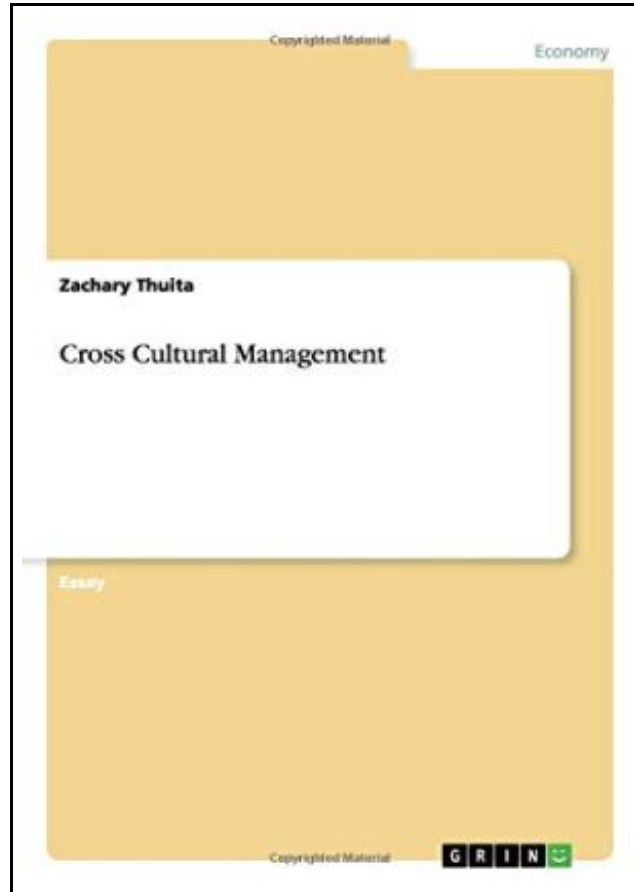 Copyrighted Material
Economy
Zachary Thuita
Cross Cultural Management
Essay
Copyrighted Material
GRIN